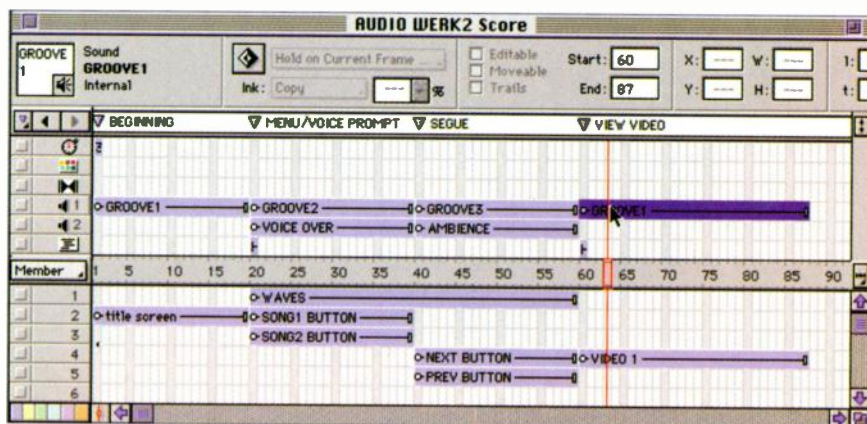 AUDIO WERK2 Score
GROOVE 1
Sound
GROOVE1
Internal
Hold on Current Frame ...
Ink: Copy --- %
Editable
Moveable
Trails
Start: 60
End: 87
X: --- W: ---
Y: --- H: ---
l:
t:
BEGINNING MENU/VOICE PROMPT SEGUE VIEW VIDEO
2
1 GROOVE1 GROOVE2 GROOVE3 GROOVE1
2 VOICE OVER AMBIENCE
Member 1 5 10 15 20 25 30 35 40 45 50 55 60 65 70 75 80 85 90
1 WAVES
2 title screen SONG1 BUTTON
3 SONG2 BUTTON
4 NEXT BUTTON VIDEO 1
5 PREV BUTTON
6